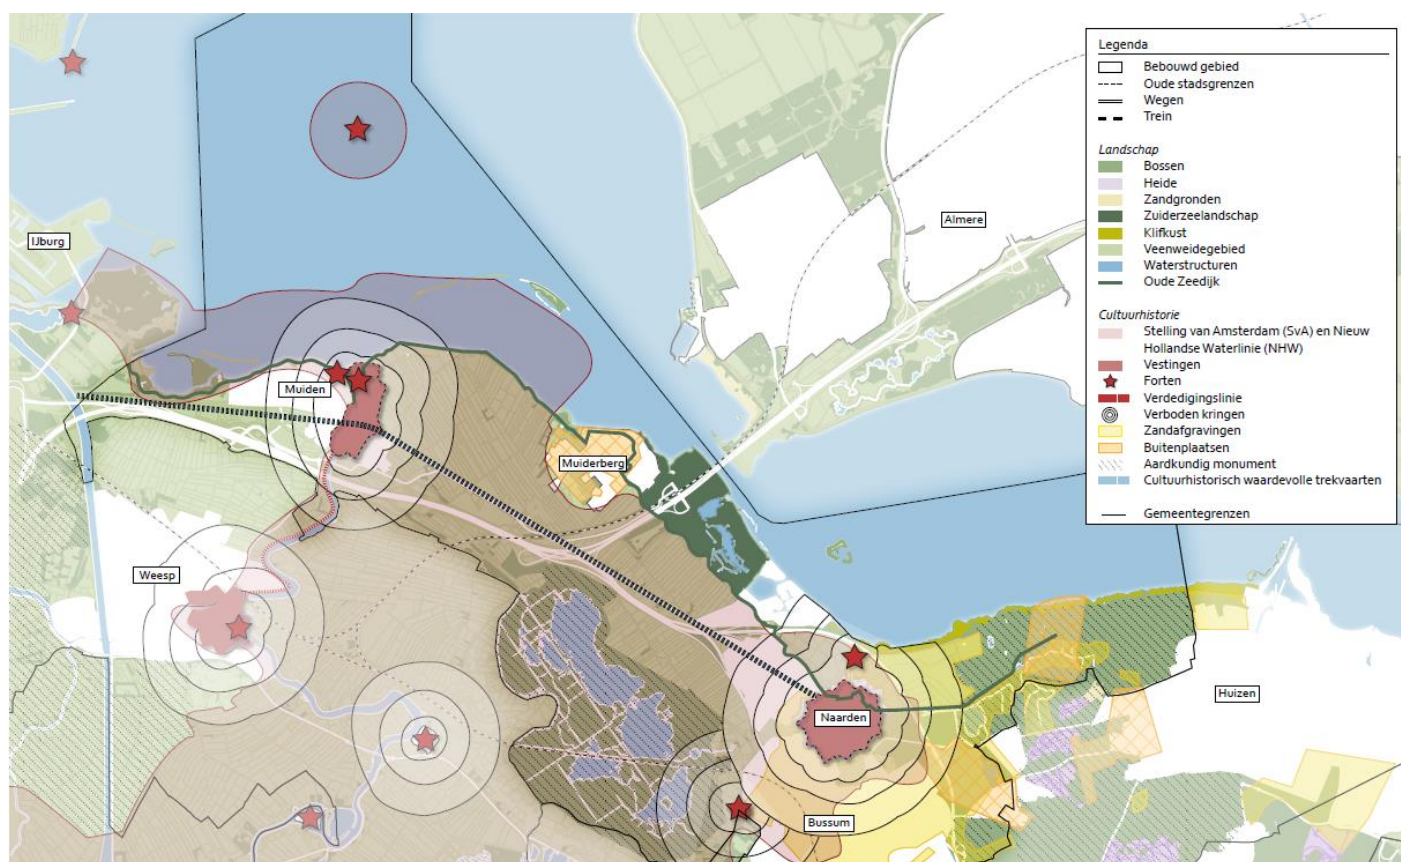 IJburg
Almere
Muiden
Muiderberg
Weesp
Naarden
Huizen
Bussum
Legenda
Bebouwd gebied
Oude stadsgrenzen
Wegen
Trein
Landschap
Bossen
Heide
Zandgronden
Zuiderzeelandschap
Klifkust
Veenweidegebied
Waterstructuren
Oude Zeedijk
Cultuurhistorie
Stelling van Amsterdam (SvA) en Nieuw
Hollandse Waterlinie (NHW)
Vestingen
Forten
Verdedigingslinie
Verboden kringen
Zandafgravingen
Buitenplaatsen
Aardkundig monument
Cultuurhistorisch waardevolle trekvaarten
Gemeentegrenzen